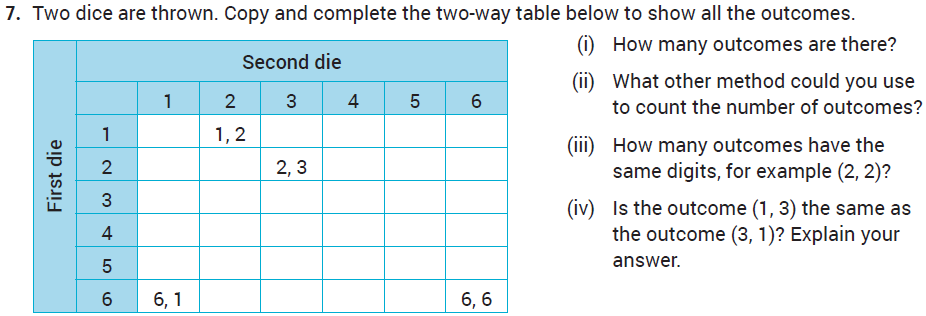 7. Two dice are thrown. Copy and complete the two-way table below to show all the outcomes.
Second die
1 2 3 4 5 6
First die
1 1, 2
2 2, 3
3
4
5
6 6, 1 6, 6
(i) How many outcomes are there?
(ii) What other method could you use
to count the number of outcomes?
(iii) How many outcomes have the
same digits, for example (2, 2)?
(iv) Is the outcome (1, 3) the same as
the outcome (3, 1)? Explain your
answer.